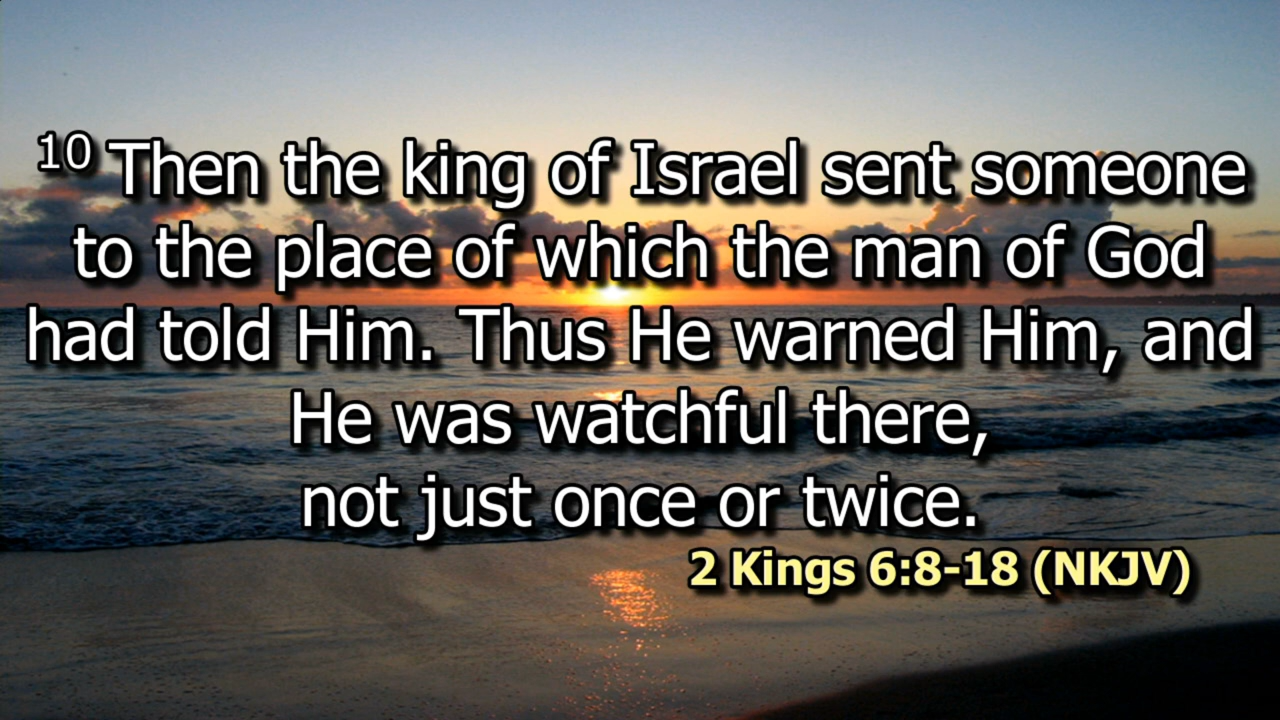 10 Then the king of Israel sent someone
to the place of which the man of God
had told Him. Thus He warned Him, and
He was watchful there,
not just once or twice.
2 Kings 6:8-18 (NKJV)